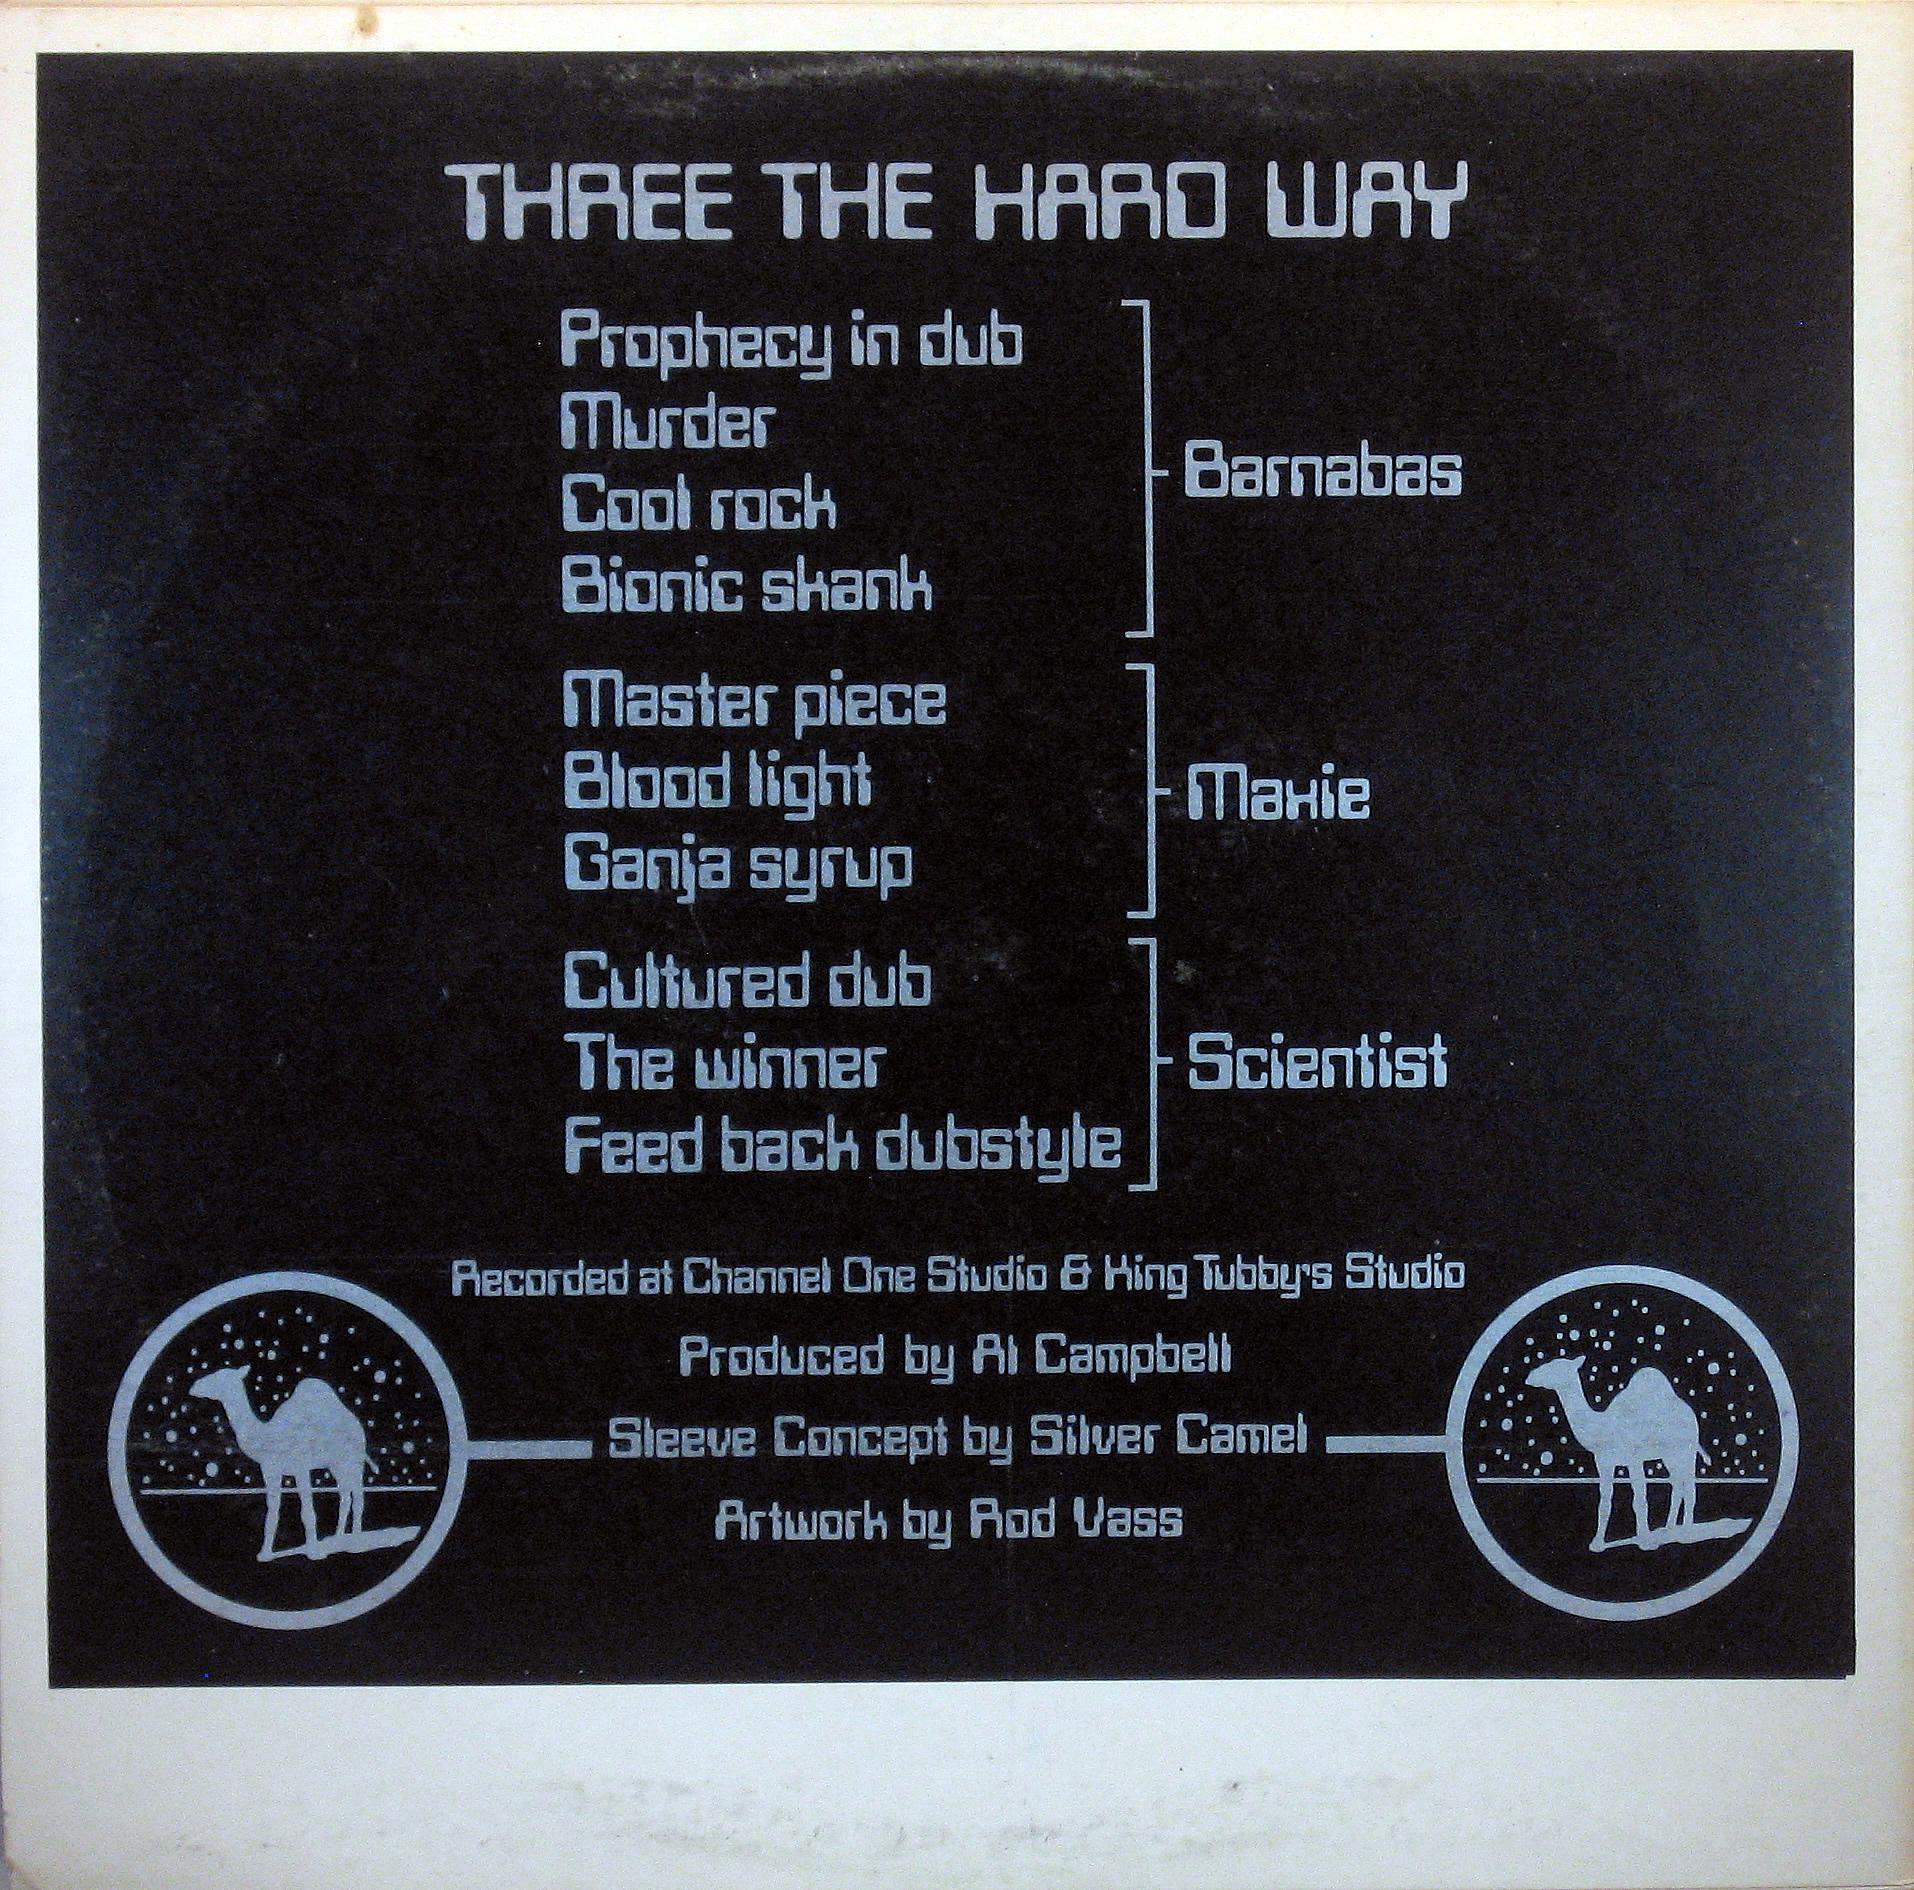 THREE THE HARD WAY
Prophecy in dub
Murder
Cool rock
Bionic skank
Barnabas
Master piece
Blood light
Ganja syrup
Maxie
Cultured dub
The winner
Feed back dubstyle
Scientist
Recorded at Channel One Studio & King Tubby's Studio
Produced by Al Campbell
Sleeve Concept by Silver Camel
Artwork by Rod Vass